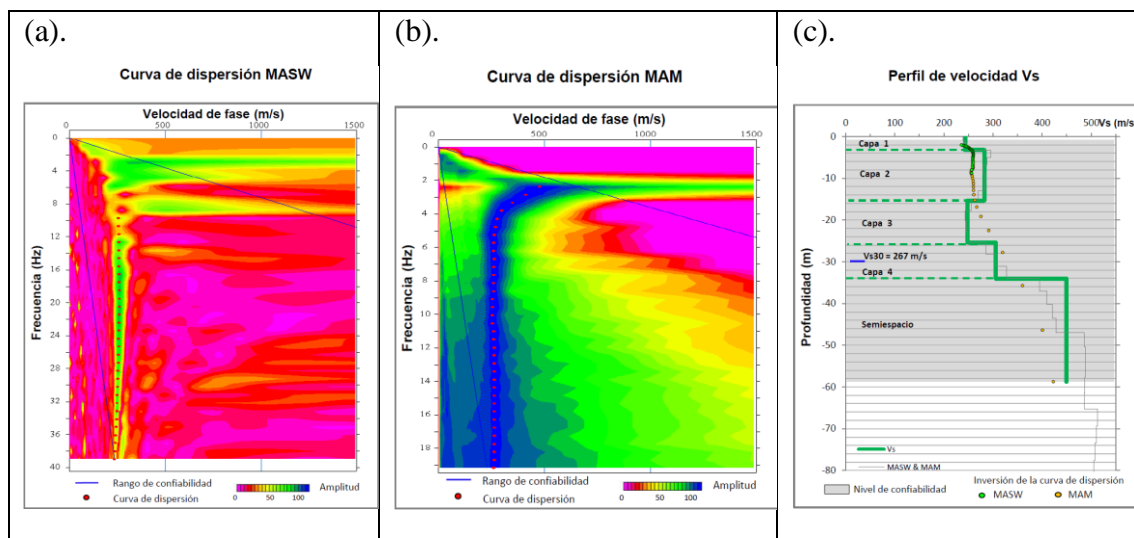 (a).
Curva de dispersión MASW
Velocidad de fase (m/s)
0 500 1000 1500
Frecuencia (Hz)
0
4
8
12
16
20
24
28
32
36
40
Rango de confiabilidad
Curva de dispersión
Amplitud
0 50 100
(b).
Curva de dispersión MAM
Velocidad de fase (m/s)
0 500 1000 1500
Frecuencia (Hz)
0
2
4
6
8
10
12
14
16
18
Rango de confiabilidad
Curva de dispersión
Amplitud
0 50 100
(c).
Perfil de velocidad Vs
0 100 200 300 400 500 Vs (m/s)
Profundidad (m)
0
-10
-20
-30
-40
-50
-60
-70
-80
Capa 1
Capa 2
Capa 3
Vs30 = 267 m/s
Capa 4
Semiespacio
Vs
MASW & MAM
Nivel de confiabilidad
Inversión de la curva de dispersión
MASW MAM